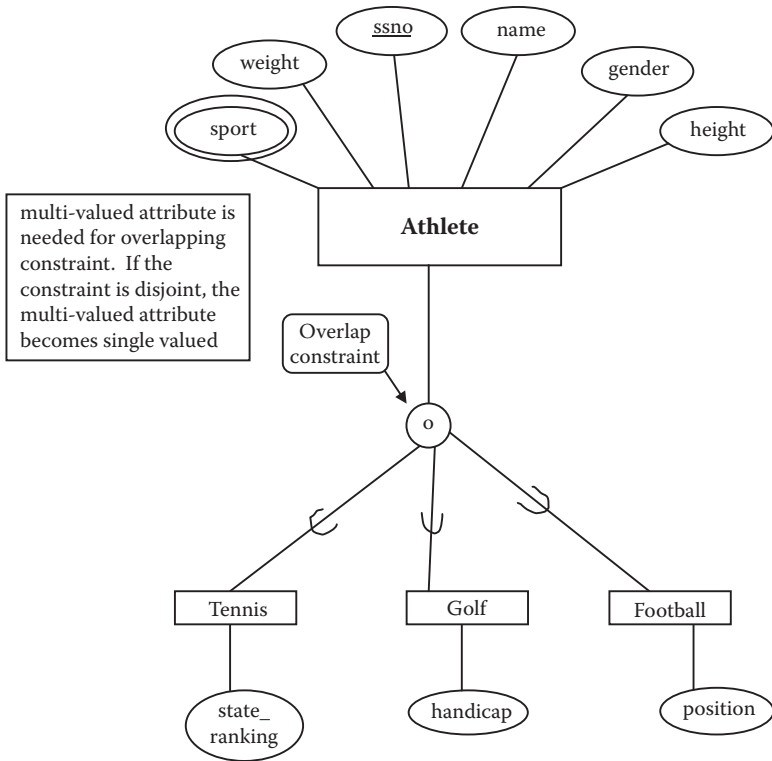 ssno
name
weight
gender
sport
height
multi-valued attribute is
needed for overlapping
constraint. If the
constraint is disjoint, the
multi-valued attribute
becomes single valued
Athlete
Overlap
constraint
o
Tennis
Golf
Football
state_
ranking
handicap
position